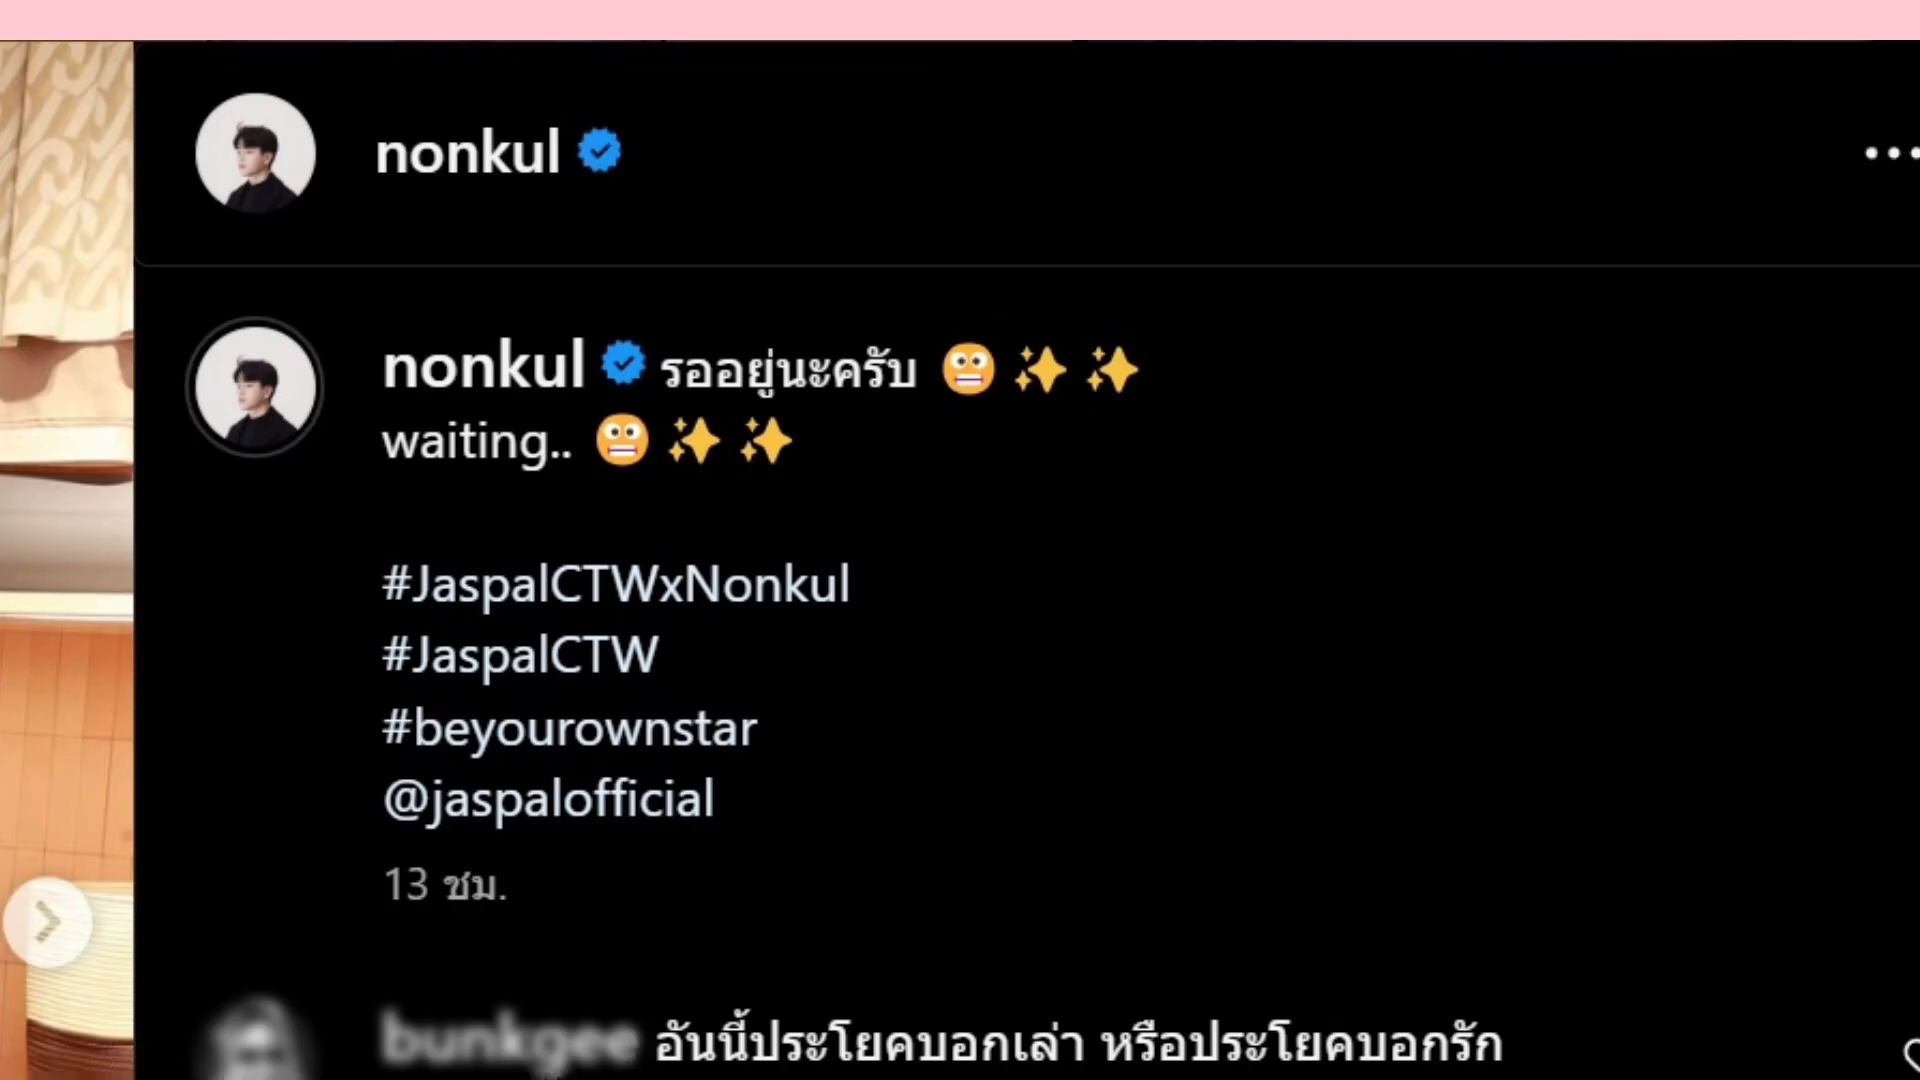 nonkul
nonkul รออยู่นะครับ 😬✨✨
waiting.. 😬✨✨
#JaspalCTWxNonkul
#JaspalCTW
#beyourownstar
@jaspalofficial
13 ชม.
bunkgee อันนี้ประโยคบอกเล่า หรือประโยคบอกรัก